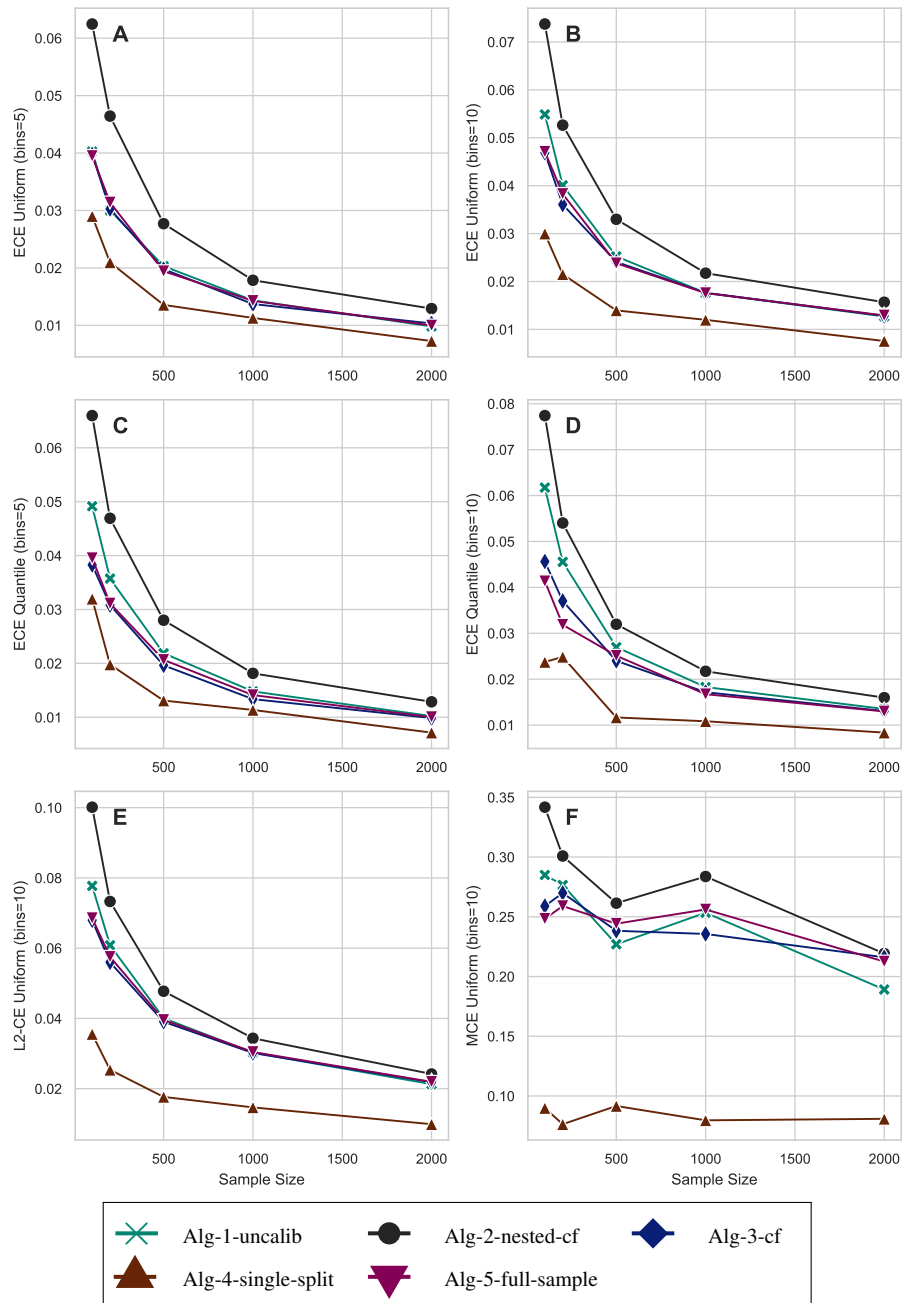 A
0.06
0.05
0.04
0.03
0.02
0.01
ECE Uniform (bins=5)
500 1000 1500 2000
B
0.07
0.06
0.05
0.04
0.03
0.02
0.01
ECE Uniform (bins=10)
500 1000 1500 2000
C
0.06
0.05
0.04
0.03
0.02
0.01
ECE Quantile (bins=5)
500 1000 1500 2000
D
0.08
0.07
0.06
0.05
0.04
0.03
0.02
0.01
ECE Quantile (bins=10)
500 1000 1500 2000
E
0.10
0.08
0.06
0.04
0.02
L2-CE Uniform (bins=10)
500 1000 1500 2000
Sample Size
F
0.35
0.30
0.25
0.20
0.15
0.10
MCE Uniform (bins=10)
500 1000 1500 2000
Sample Size
Alg-1-uncalib Alg-2-nested-cf Alg-3-cf
Alg-4-single-split Alg-5-full-sample